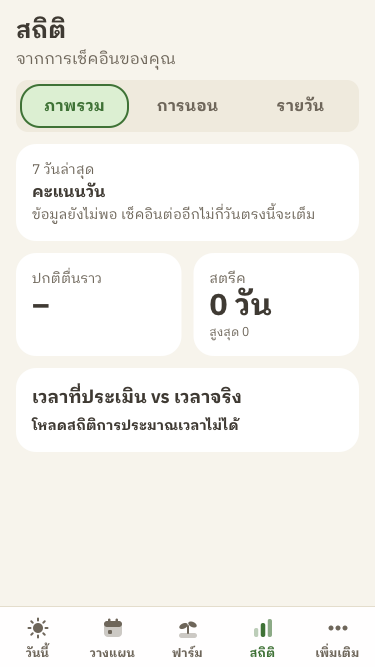 สถิติ
จากการเช็คอินของคุณ
ภาพรวม
การนอน
รายวัน
7 วันล่าสุด
คะแนนวัน
ข้อมูลยังไม่พอ เช็คอินต่ออีกไม่กี่วันตรงนี้จะเต็ม
ปกติตื่นราว
–
สตรีค
0 วัน
สูงสุด 0
เวลาที่ประเมิน vs เวลาจริง
โหลดสถิติการประมาณเวลาไม่ได้
วันนี้
วางแผน
ฟาร์ม
สถิติ
เพิ่มเติม